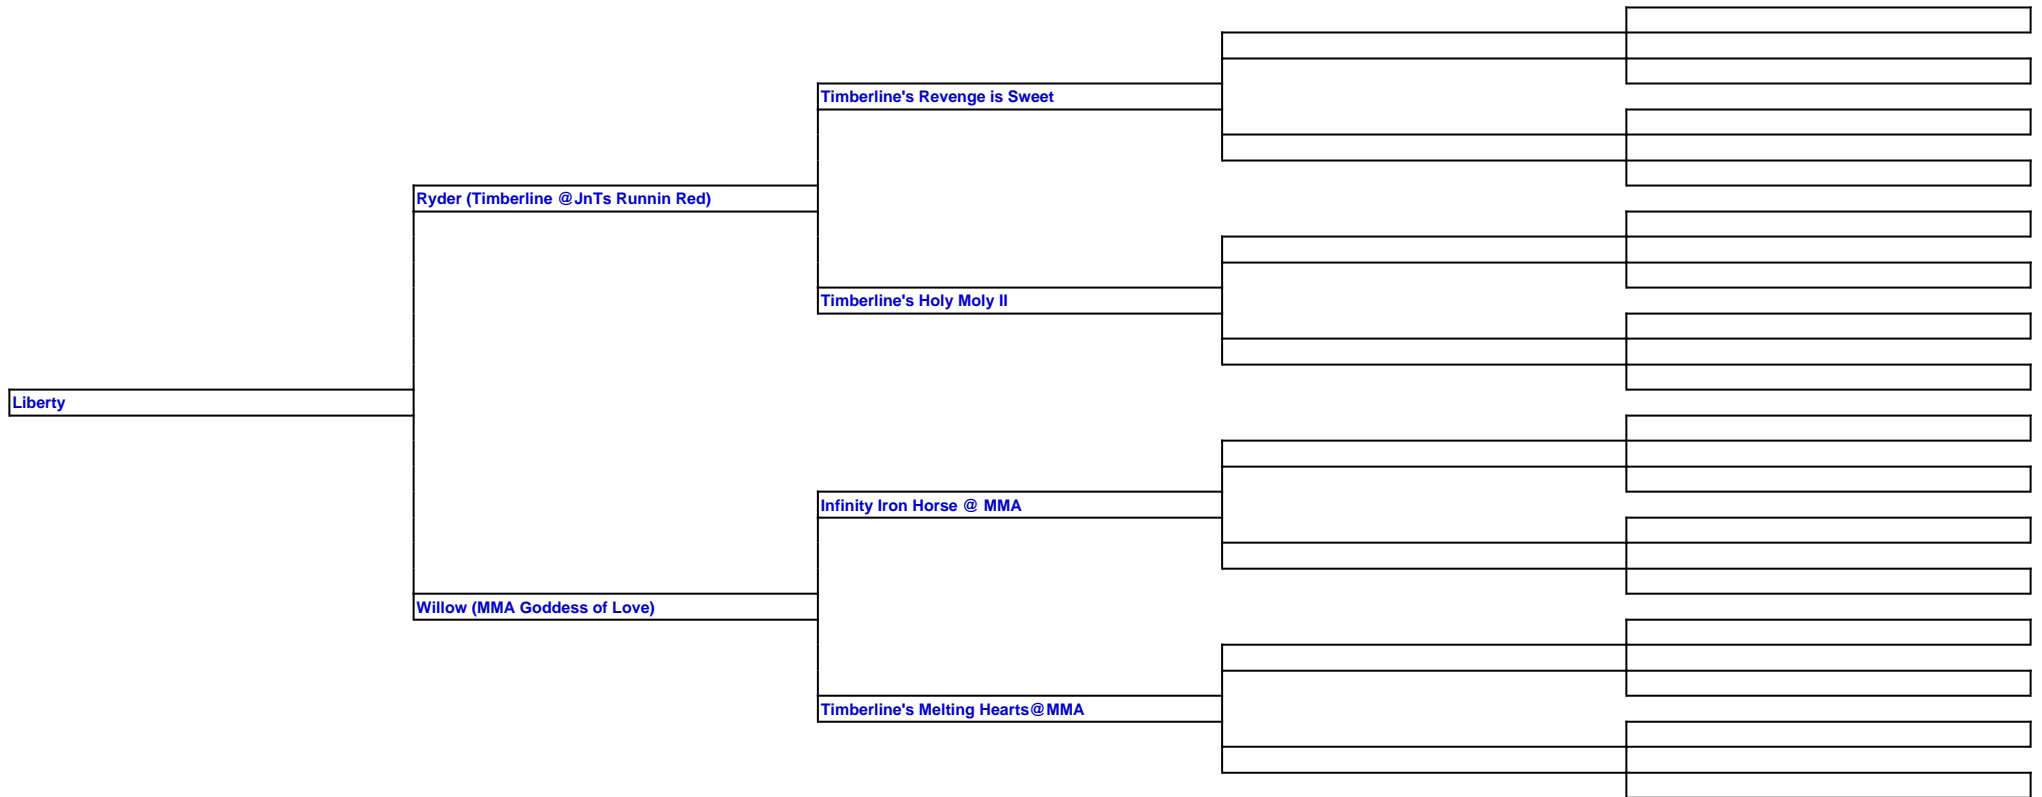 Timberline's Revenge is Sweet
Ryder (Timberline @JnTs Runnin Red)
Timberline's Holy Moly II
Liberty
Infinity Iron Horse @ MMA
Willow (MMA Goddess of Love)
Timberline's Melting Hearts@MMA